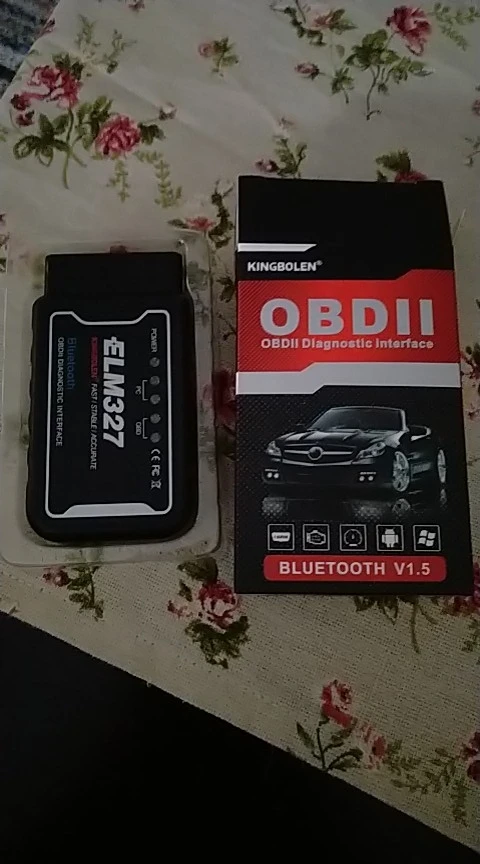 POWER
PC
OBD
ELM327
KINGBOLEN® FAST / STABLE / ACCURATE
Bluetooth
OBDII DIAGNOSTIC INTERFACE
CE FC
KINGBOLEN®
OBDII
OBDII Diagnostic Interface
BLUETOOTH V1.5